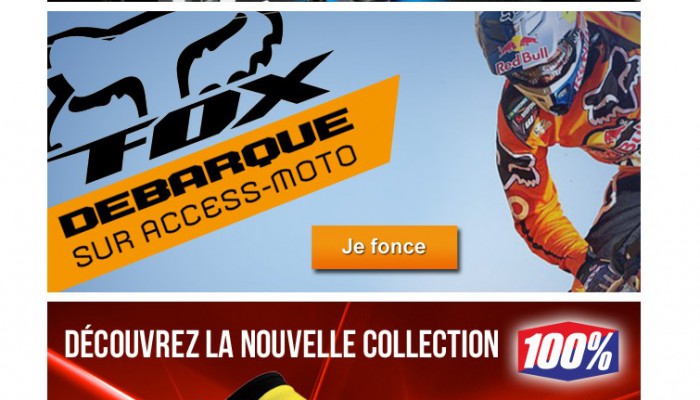 Red Bull
FOX
DEBARQUE
SUR ACCESS-MOTO
Je fonce
DÉCOUVREZ LA NOUVELLE COLLECTION 100%